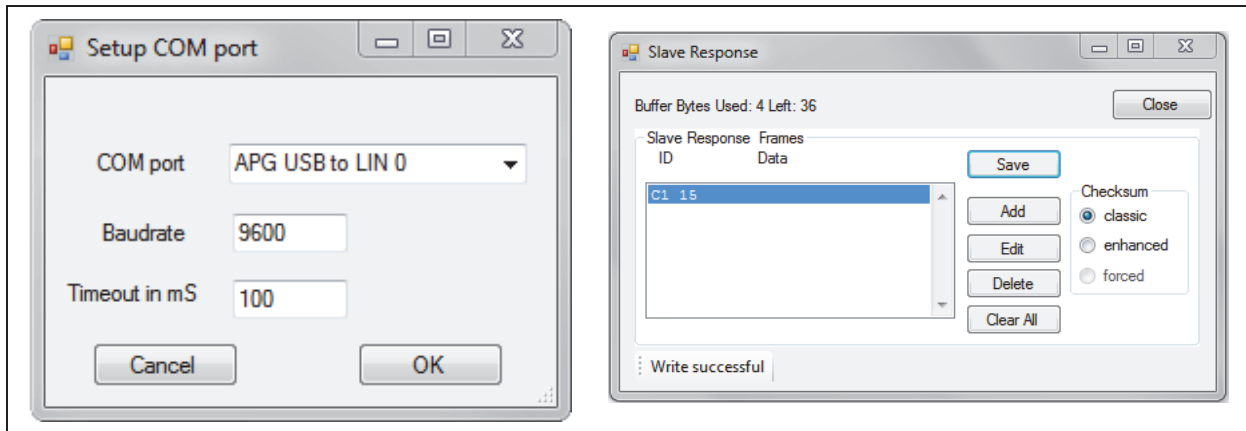 Setup COM port
COM port APG USB to LIN 0
Baudrate 9600
Timeout in mS 100
Cancel OK
Slave Response
Buffer Bytes Used: 4 Left: 36 Close
Slave Response Frames
ID Data
C1 15
Save
Add
Edit
Delete
Clear All
Checksum
classic
enhanced
forced
Write successful